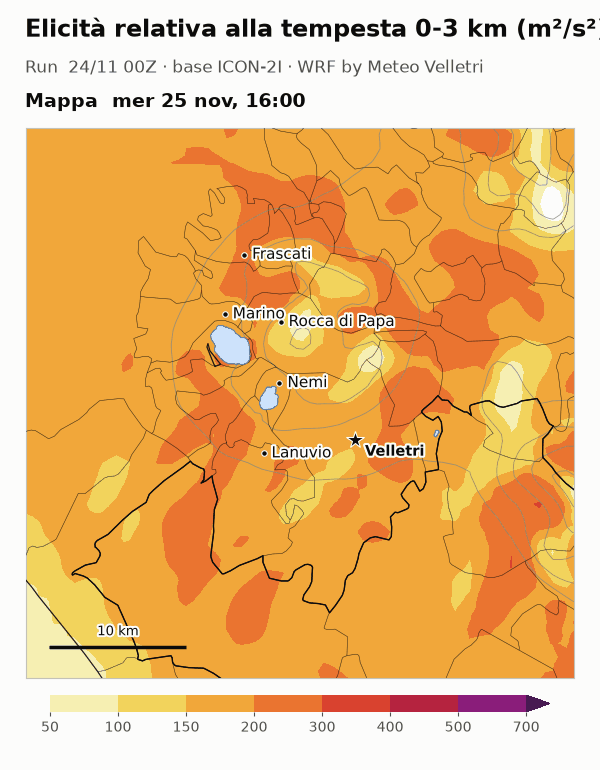 Elicità relativa alla tempesta 0-3 km (m²/s²)
Run 24/11 00Z · base ICON-2I · WRF by Meteo Velletri
Mappa mer 25 nov, 16:00
Frascati
Marino
Rocca di Papa
Nemi
Lanuvio
Velletri
10 km
50 100 150 200 300 400 500 700